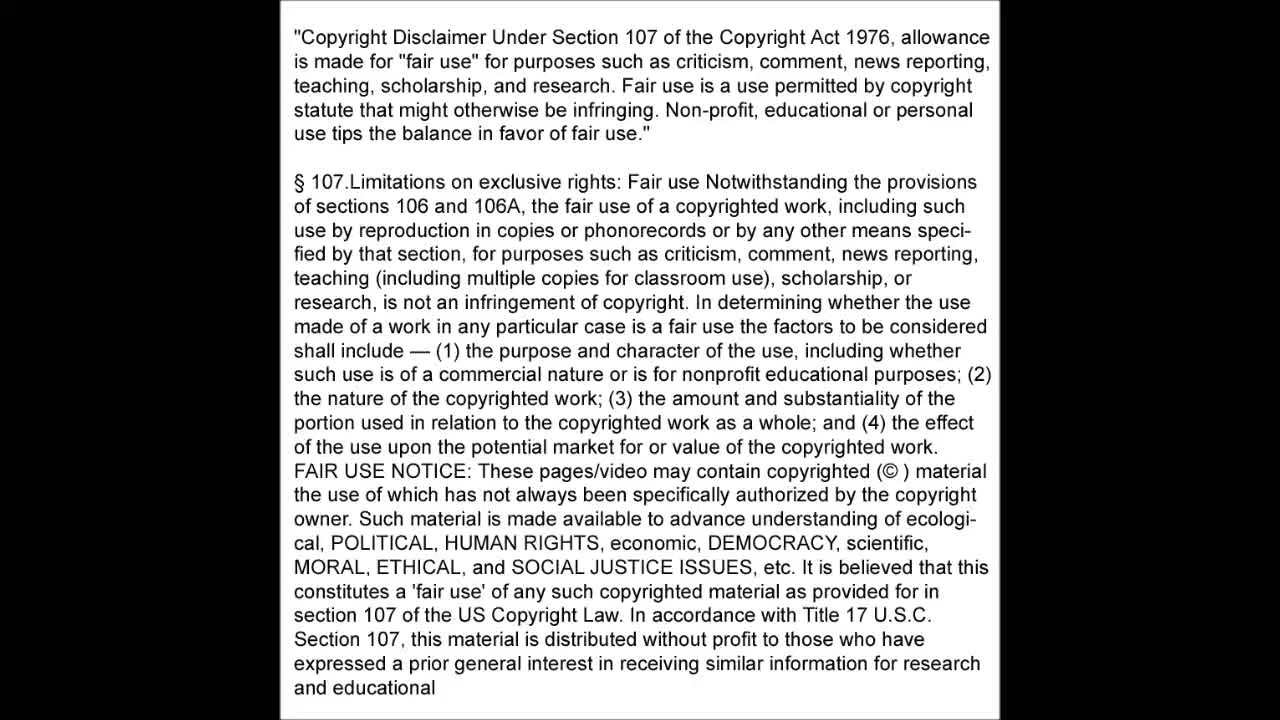 "Copyright Disclaimer Under Section 107 of the Copyright Act 1976, allowance
is made for "fair use" for purposes such as criticism, comment, news reporting,
teaching, scholarship, and research. Fair use is a use permitted by copyright
statute that might otherwise be infringing. Non-profit, educational or personal
use tips the balance in favor of fair use."
§ 107.Limitations on exclusive rights: Fair use Notwithstanding the provisions
of sections 106 and 106A, the fair use of a copyrighted work, including such
use by reproduction in copies or phonorecords or by any other means speci-
fied by that section, for purposes such as criticism, comment, news reporting,
teaching (including multiple copies for classroom use), scholarship, or
research, is not an infringement of copyright. In determining whether the use
made of a work in any particular case is a fair use the factors to be considered
shall include — (1) the purpose and character of the use, including whether
such use is of a commercial nature or is for nonprofit educational purposes; (2)
the nature of the copyrighted work; (3) the amount and substantiality of the
portion used in relation to the copyrighted work as a whole; and (4) the effect
of the use upon the potential market for or value of the copyrighted work.
FAIR USE NOTICE: These pages/video may contain copyrighted (© ) material
the use of which has not always been specifically authorized by the copyright
owner. Such material is made available to advance understanding of ecologi-
cal, POLITICAL, HUMAN RIGHTS, economic, DEMOCRACY, scientific,
MORAL, ETHICAL, and SOCIAL JUSTICE ISSUES, etc. It is believed that this
constitutes a 'fair use' of any such copyrighted material as provided for in
section 107 of the US Copyright Law. In accordance with Title 17 U.S.C.
Section 107, this material is distributed without profit to those who have
expressed a prior general interest in receiving similar information for research
and educational